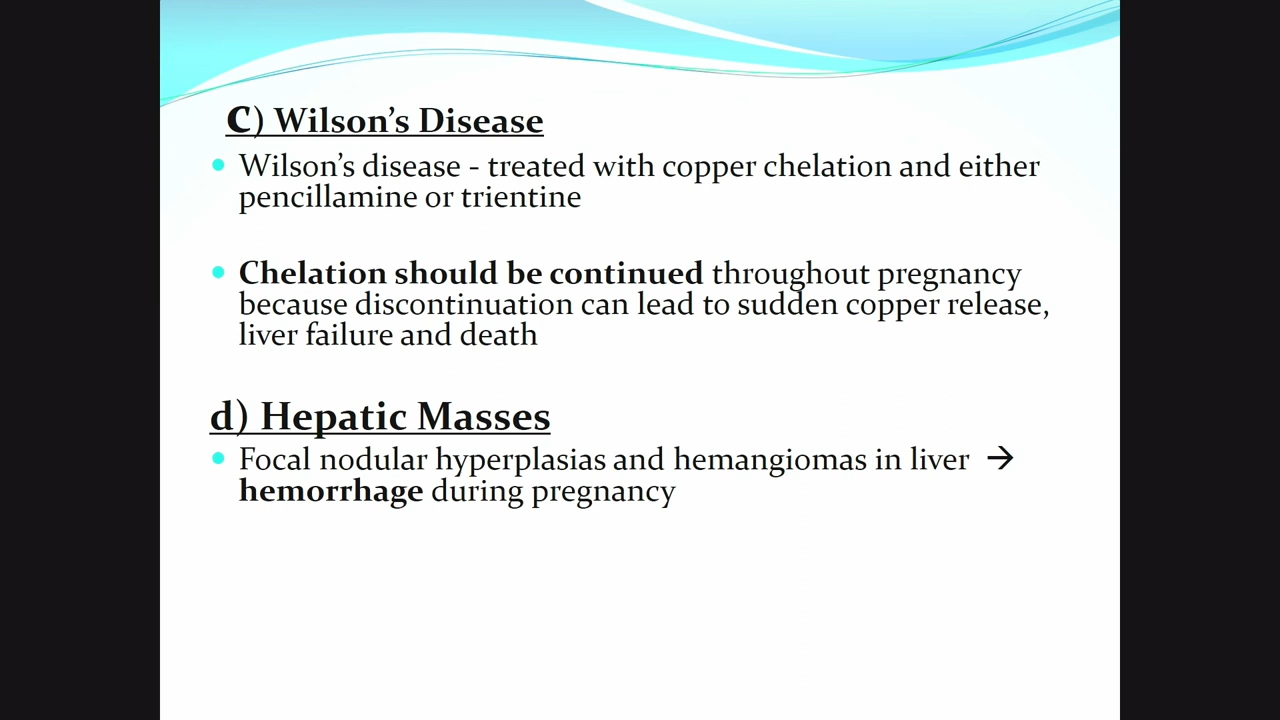 c) Wilson’s Disease
• Wilson’s disease - treated with copper chelation and either
pencillamine or trientine
• Chelation should be continued throughout pregnancy
because discontinuation can lead to sudden copper release,
liver failure and death
d) Hepatic Masses
• Focal nodular hyperplasias and hemangiomas in liver →
hemorrhage during pregnancy